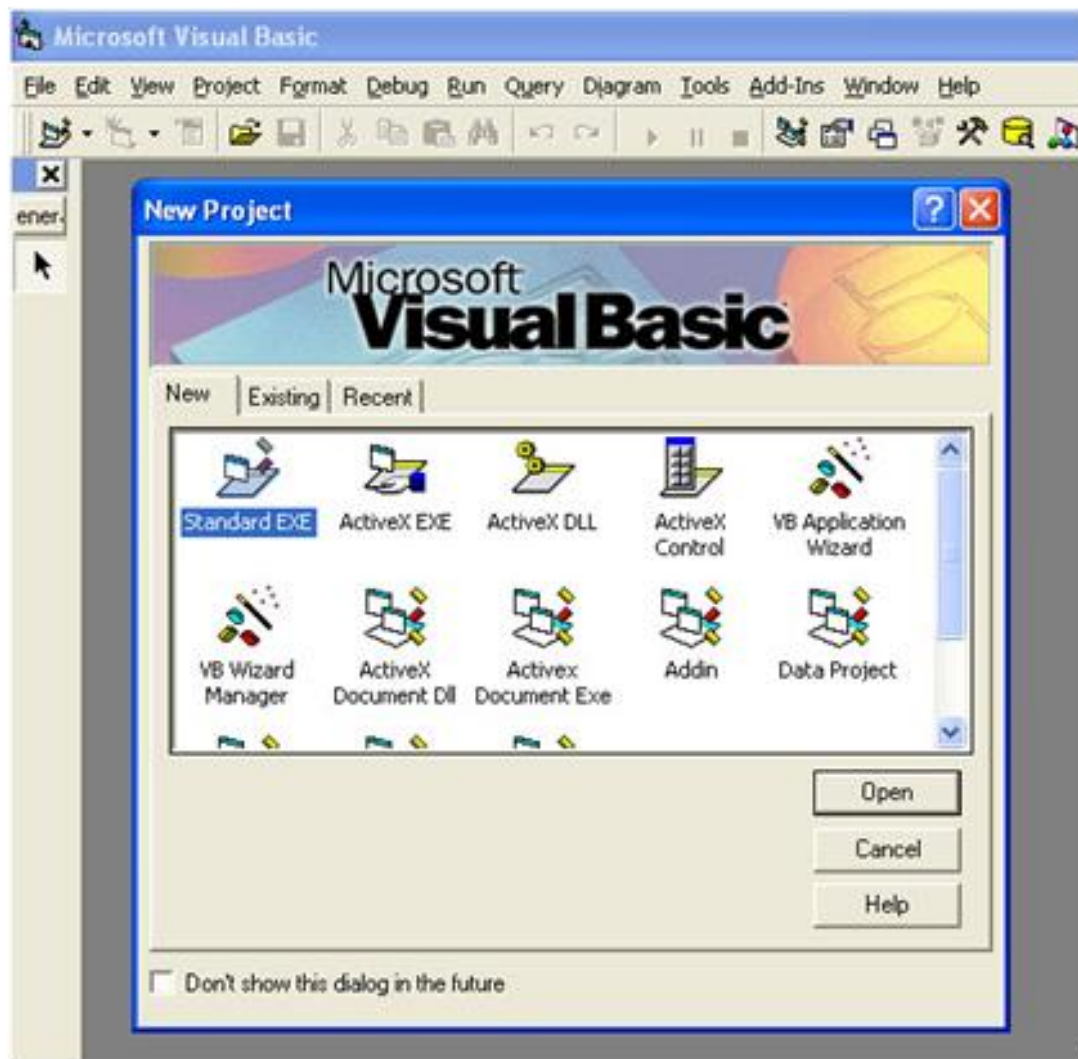 Microsoft Visual Basic
File Edit View Project Format Debug Run Query Diagram Tools Add-Ins Window Help
New Project
Microsoft
Visual Basic
New Existing Recent
Standard EXE ActiveX EXE ActiveX DLL ActiveX Control VB Application Wizard
VB Wizard Manager ActiveX Document Dll Activex Document Exe Addin Data Project
Open
Cancel
Help
Don't show this dialog in the future